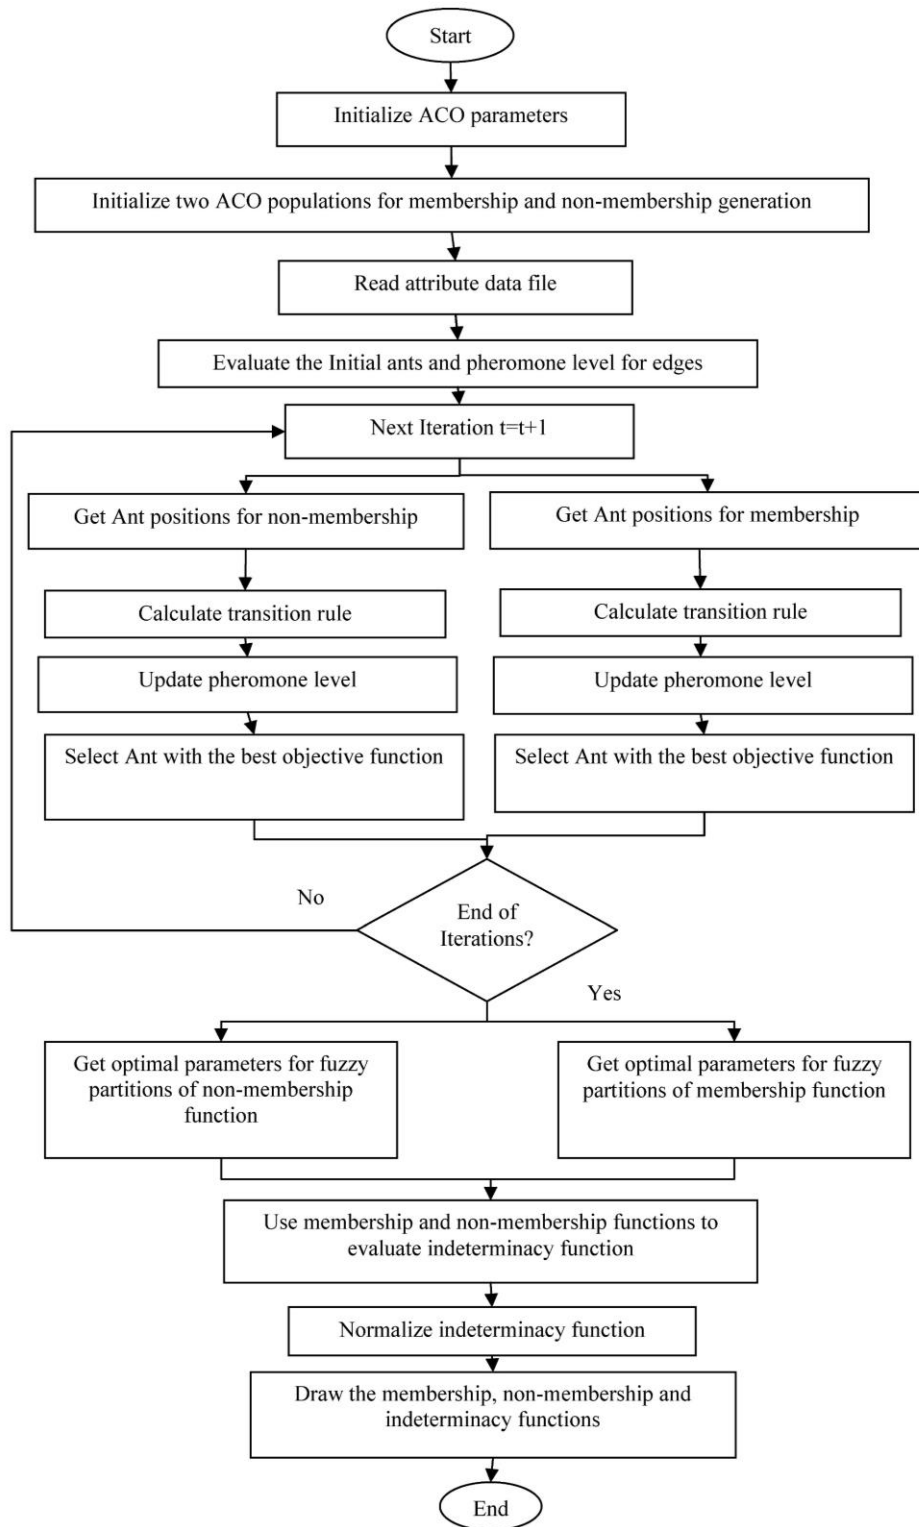 Start
Initialize ACO parameters
Initialize two ACO populations for membership and non-membership generation
Read attribute data file
Evaluate the Initial ants and pheromone level for edges
Next Iteration t=t+1
Get Ant positions for non-membership
Get Ant positions for membership
Calculate transition rule
Calculate transition rule
Update pheromone level
Update pheromone level
Select Ant with the best objective function
Select Ant with the best objective function
No
End of
Iterations?
Yes
Get optimal parameters for fuzzy
partitions of non-membership
function
Get optimal parameters for fuzzy
partitions of membership function
Use membership and non-membership functions to
evaluate indeterminacy function
Normalize indeterminacy function
Draw the membership, non-membership and
indeterminacy functions
End